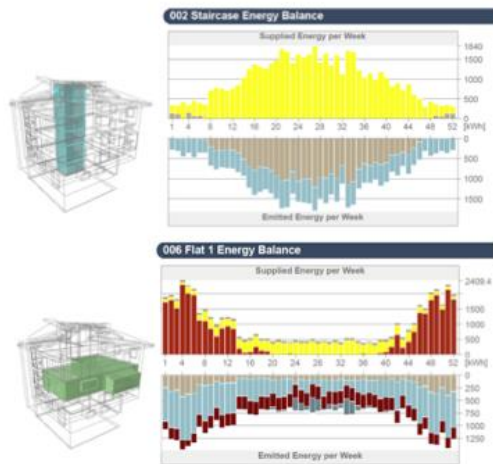 002 Staircase Energy Balance
Supplied Energy per Week
1840
1500
1000
500
0
1 4 8 12 16 20 24 28 32 36 40 44 48 52 [kWh]
0
500
1000
1500
Emitted Energy per Week
006 Flat 1 Energy Balance
Supplied Energy per Week
2409.4
1500
1000
500
0
1 4 8 12 16 20 24 28 32 36 40 44 48 52 [kWh]
0
250
500
750
1000
1250
Emitted Energy per Week